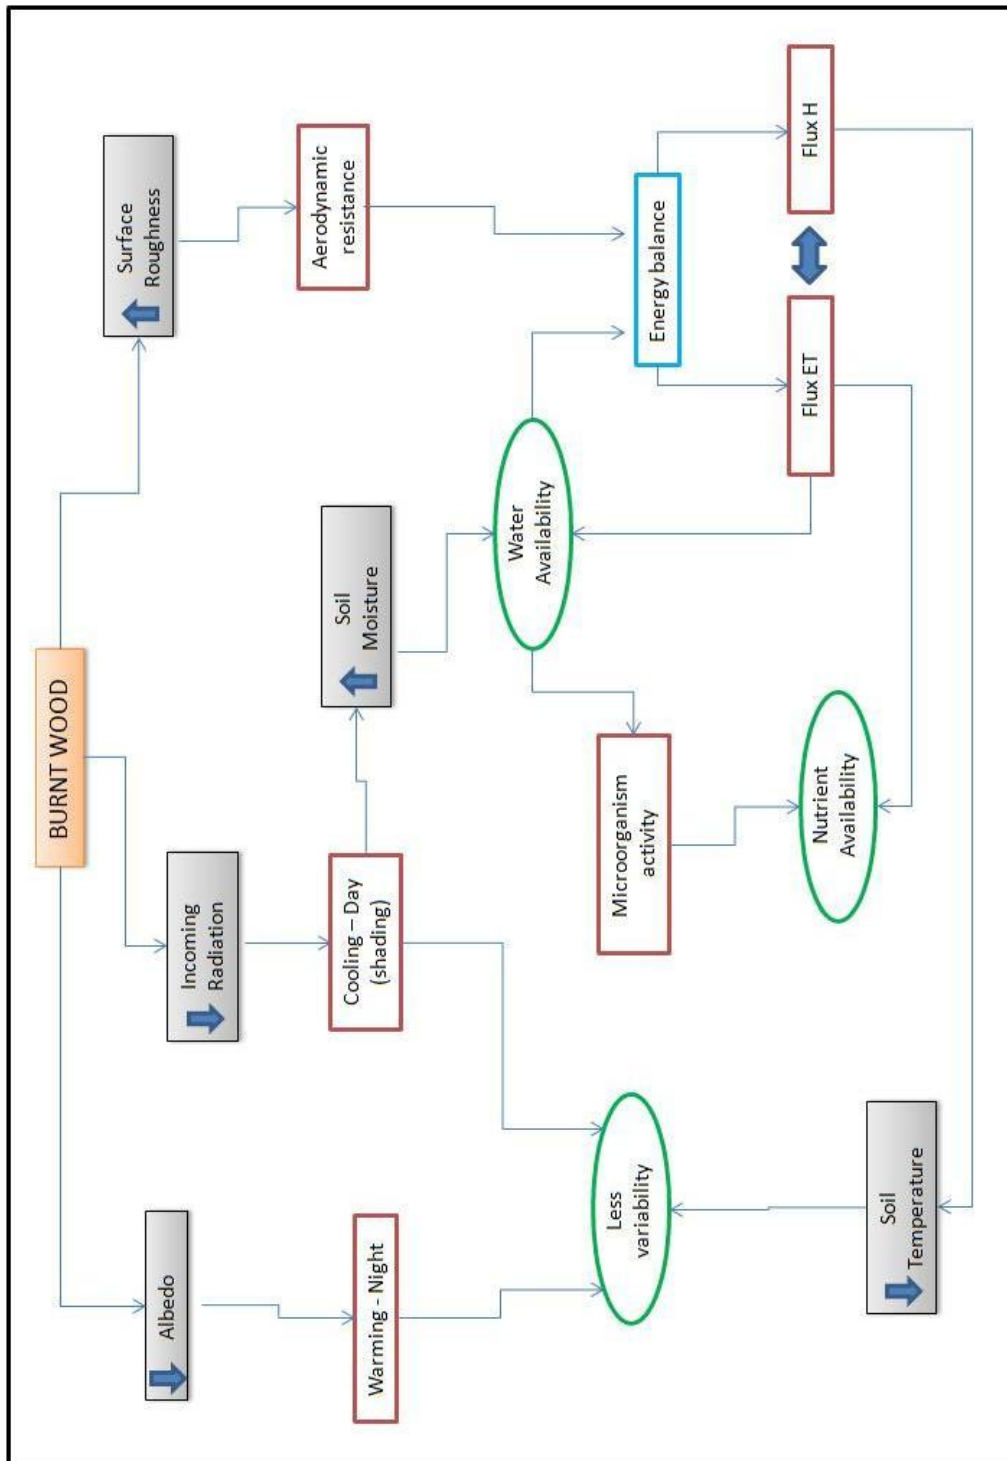 BURNT WOOD
Albedo
Incoming
Radiation
Surface
Roughness
Warming - Night
Cooling – Day
(shading)
Soil
Moisture
Aerodynamic
resistance
Less
variability
Microorganism
activity
Water
Availability
Energy balance
Soil
Temperature
Nutrient
Availability
Flux ET
Flux H